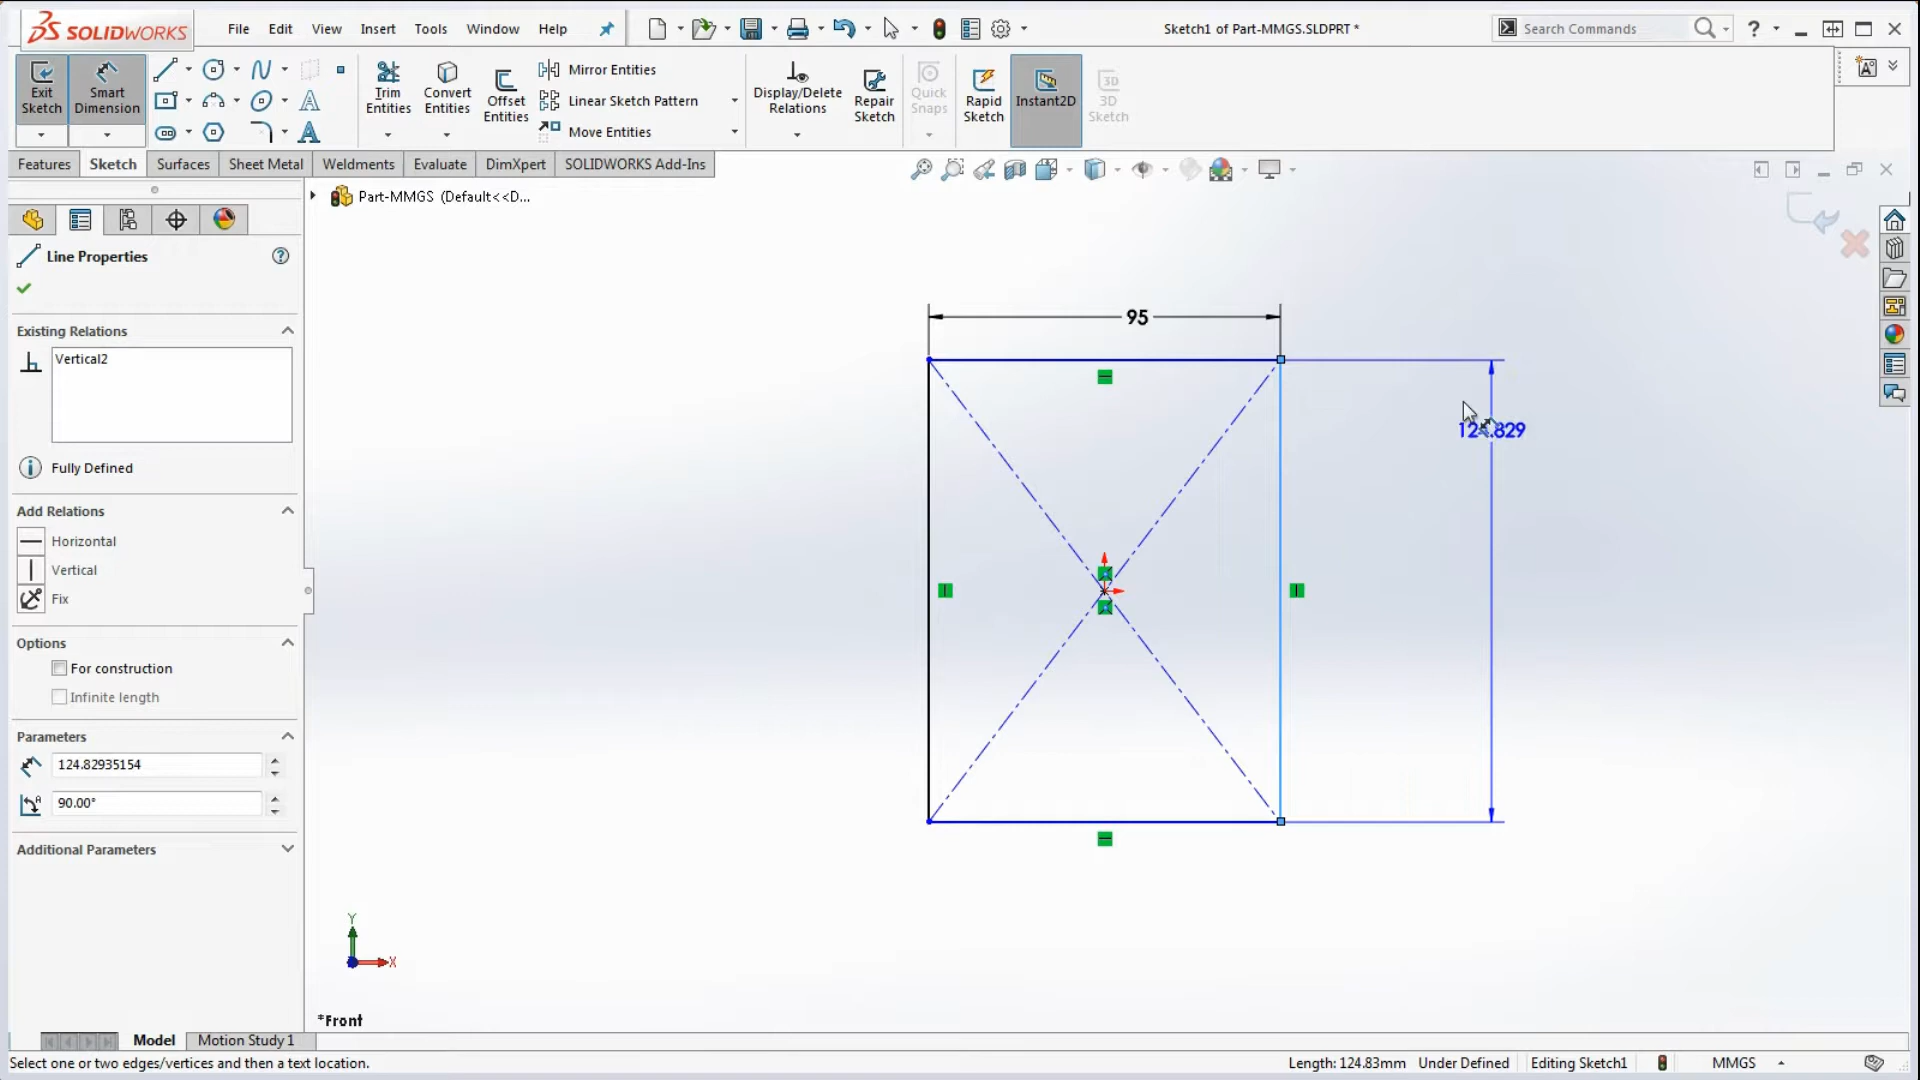 SOLIDWORKS File Edit View Insert Tools Window Help Sketch1 of Part-MMGS.SLDPRT * Search Commands ?
Exit Sketch
Smart Dimension
Trim Entities
Convert Entities
Offset Entities
Mirror Entities
Linear Sketch Pattern
Move Entities
Display/Delete Relations
Repair Sketch
Quick Snaps
Rapid Sketch
Instant2D
3D Sketch
Features Sketch Surfaces Sheet Metal Weldments Evaluate DimXpert SOLIDWORKS Add-Ins
Part-MMGS (Default<<D...
Line Properties
Existing Relations
Vertical2
Fully Defined
Add Relations
Horizontal
Vertical
Fix
Options
For construction
Infinite length
Parameters
124.82935154
90.00°
Additional Parameters
95
Y
X
*Front
Model Motion Study 1
Select one or two edges/vertices and then a text location. Length: 124.83mm Under Defined Editing Sketch1 MMGS